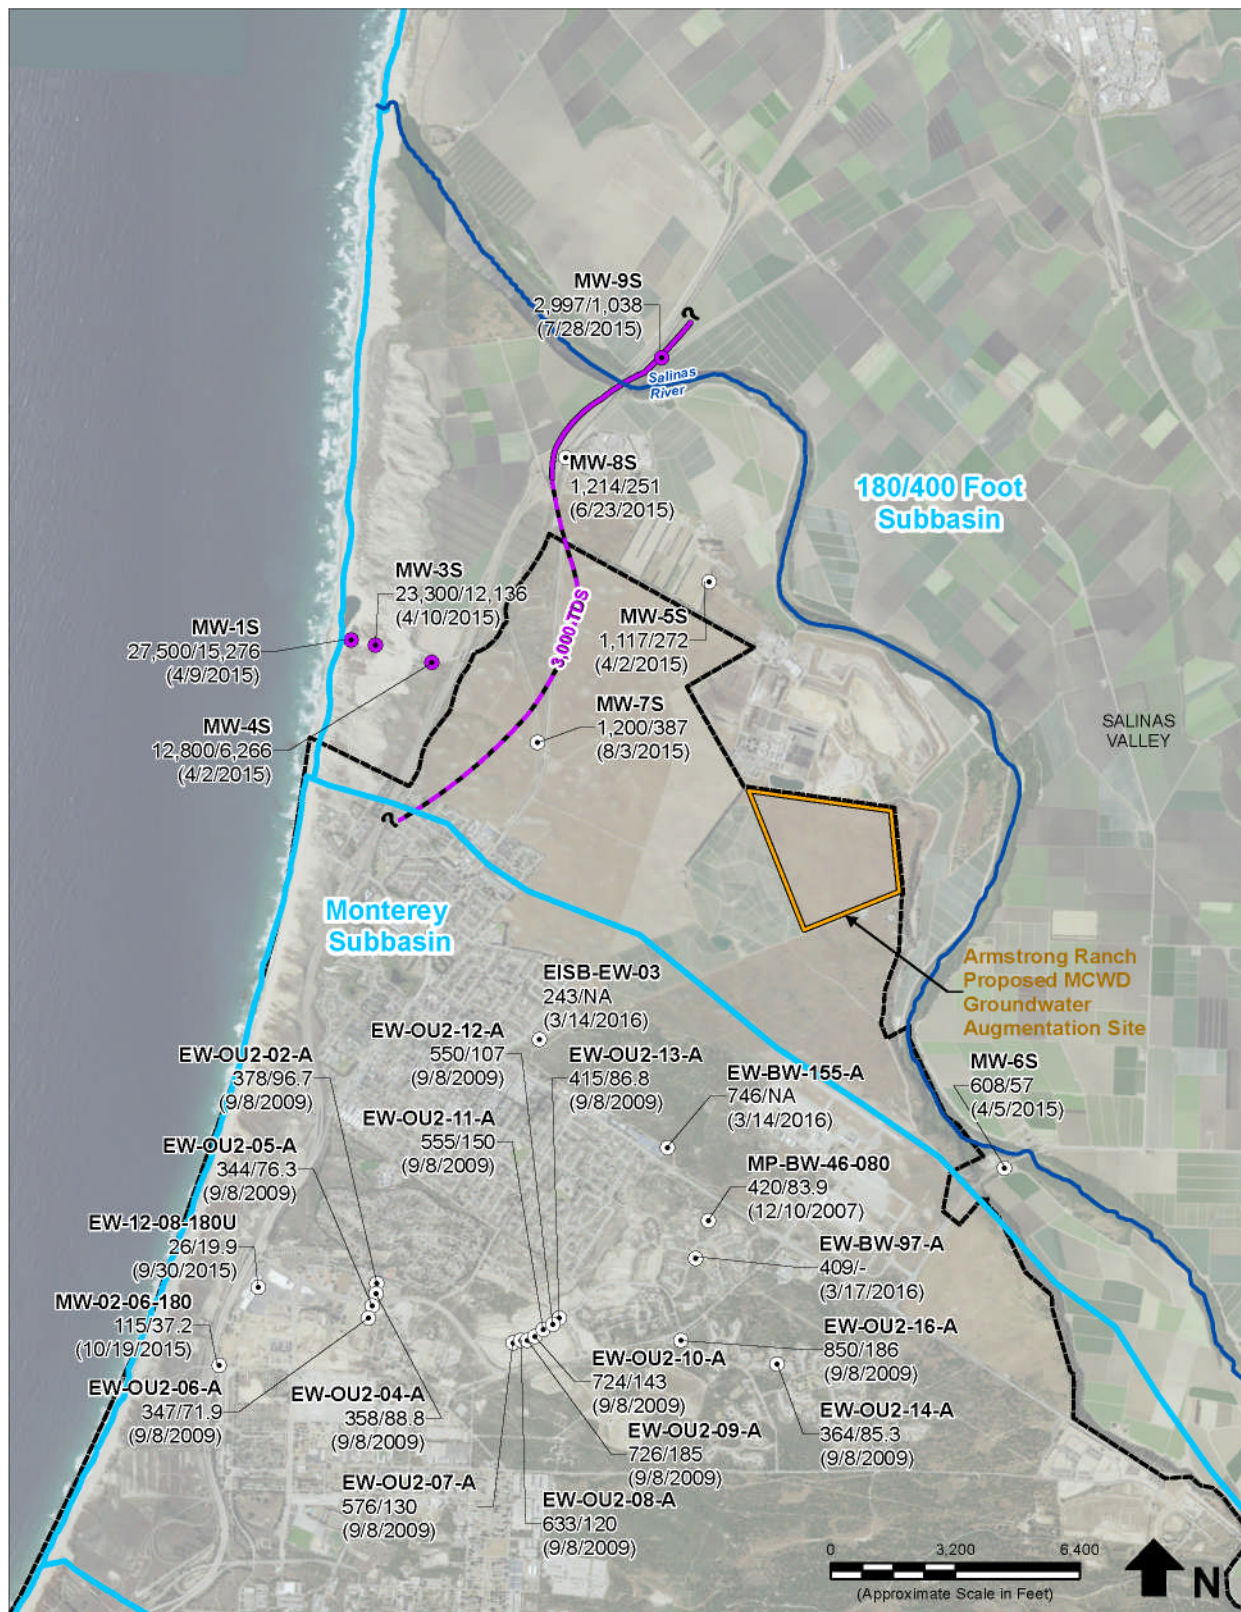 MW-9S
2,997/1,038
(7/28/2015)
Salinas
River
MW-8S
1,214/251
(6/23/2015)
180/400 Foot
Subbasin
MW-3S
23,300/12,136
(4/10/2015)
MW-1S
27,500/15,276
(4/9/2015)
3,000 TDS
MW-5S
1,117/272
(4/2/2015)
MW-4S
12,800/6,266
(4/2/2015)
MW-7S
1,200/387
(8/3/2015)
SALINAS
VALLEY
Monterey
Subbasin
Armstrong Ranch
Proposed MCWD
Groundwater
Augmentation Site
EISB-EW-03
243/NA
(3/14/2016)
EW-OU2-12-A
550/107
(9/8/2009)
EW-OU2-02-A
378/96.7
(9/8/2009)
EW-OU2-13-A
415/86.8
(9/8/2009)
EW-BW-155-A
746/NA
(3/14/2016)
MW-6S
608/57
(4/5/2015)
EW-OU2-11-A
555/150
(9/8/2009)
EW-OU2-05-A
344/76.3
(9/8/2009)
MP-BW-46-080
420/83.9
(12/10/2007)
EW-12-08-180U
26/19.9
(9/30/2015)
EW-BW-97-A
409/-
(3/17/2016)
MW-02-06-180
115/37.2
(10/19/2015)
EW-OU2-16-A
850/186
(9/8/2009)
EW-OU2-10-A
724/143
(9/8/2009)
EW-OU2-06-A
347/71.9
(9/8/2009)
EW-OU2-04-A
358/88.8
(9/8/2009)
EW-OU2-14-A
364/85.3
(9/8/2009)
EW-OU2-09-A
726/185
(9/8/2009)
EW-OU2-07-A
576/130
(9/8/2009)
EW-OU2-08-A
633/120
(9/8/2009)
0 3,200 6,400
(Approximate Scale in Feet)
N